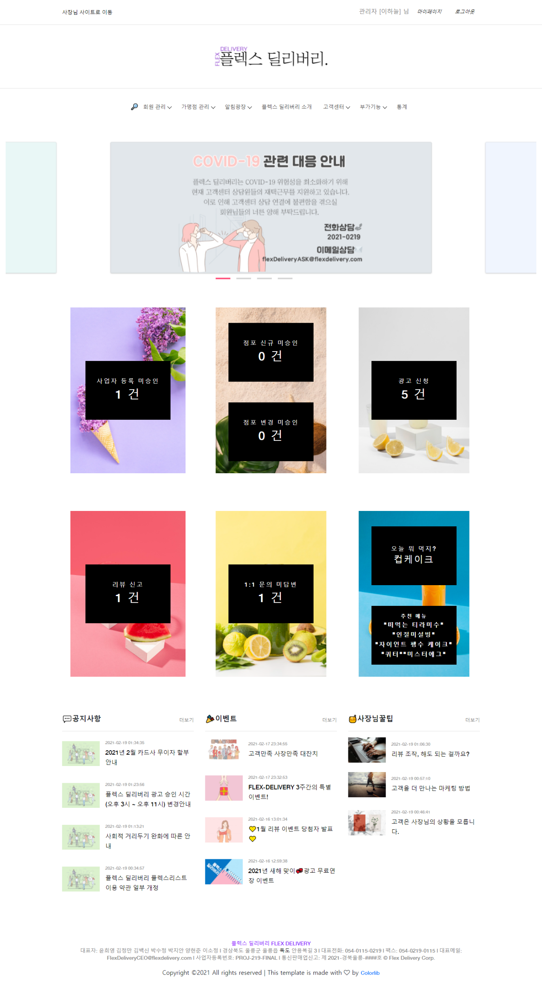 사장님 사이트로 이동
관리자 [이하늘] 님 마이페이지 로그아웃
DELIVERY
FLEX 플렉스 딜리버리.
회원 관리 가맹점 관리 알림광장 플렉스 딜리버리 소개 고객센터 부가기능 통계
COVID-19 관련 대응 안내
플렉스 딜리버리는 COVID-19 위험성을 최소화하기 위해
현재 고객센터 상담원들의 재택근무를 지원하고 있습니다.
이로 인해 고객센터 상담 연결에 불편함을 겪으실
회원님들의 너른 양해 부탁드립니다.
전화상담
2021-0219
이메일상담
flexDeliveryASK@flexdelivery.com
사업자 등록 미승인
1 건
점포 신규 미승인
0 건
점포 변경 미승인
0 건
광고 신청
5 건
리뷰 신고
1 건
1:1 문의 미답변
1 건
오늘 뭐 먹지?
컵케이크
추천 메뉴
"떠먹는 티라미수"
"인절미설빙"
"자이언트 펭수 케이크"
"쿼터""미스터에그"
공지사항 더보기
2021-02-19 01:34:35
2021년 2월 카드사 무이자 할부
안내
2021-02-19 01:23:56
플렉스 딜리버리 광고 승인 시간
(오후 3시 ~ 오후 11시) 변경안내
2021-02-19 01:13:21
사회적 거리두기 완화에 따른 안
내
2021-02-19 00:34:57
플렉스 딜리버리 플렉스리스트
이용 약관 일부 개정
이벤트 더보기
2021-02-17 23:34:55
고객만족 사장만족 대잔치
2021-02-17 23:32:53
FLEX-DELIVERY 3주간의 특별
이벤트!
2021-02-16 13:01:34
💛1월 리뷰 이벤트 당첨자 발표
💛
2021-02-16 12:59:38
플렉스
딜리버리
2021년 새해 맞이🥩광고 무료연
장 이벤트
사장님꿀팁 더보기
2021-02-19 01:06:30
리뷰 조작, 해도 되는 걸까요?
2021-02-19 00:57:10
고객을 더 만나는 마케팅 방법
2021-02-19 00:46:41
고객은 사장님의 상황을 모릅니
다.
플렉스 딜리버리 FLEX DELIVERY
대표자: 윤희영 김정만 김백신 박수정 박지안 양현준 이소정 | 경상북도 울릉군 울릉읍 독도 안용복길 3 | 대표전화: 054-0115-0219 | 팩스: 054-0219-0115 | 대표메일:
FlexDeliveryCEO@flexdelivery.com | 사업자등록번호: PROJ-219-FINAL | 통신판매업신고: 제 2021-경북울릉-####호 © Flex Delivery Corp.
Copyright ©2021 All rights reserved | This template is made with ♡ by Colorlib